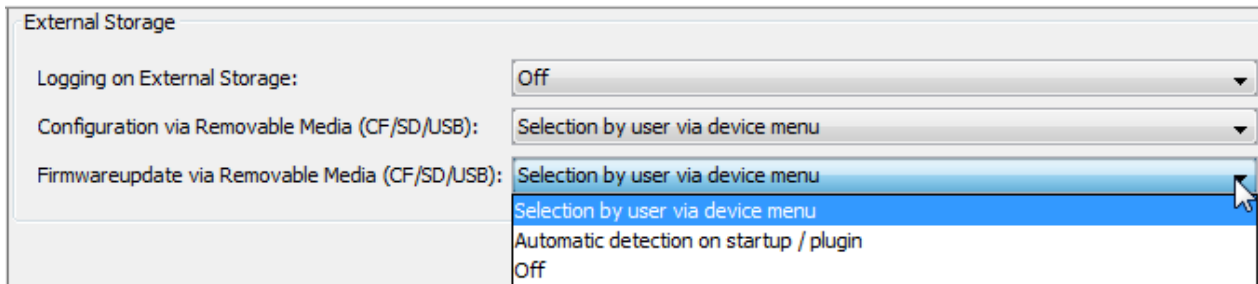 External Storage
Logging on External Storage: Off
Configuration via Removable Media (CF/SD/USB): Selection by user via device menu
Firmwareupdate via Removable Media (CF/SD/USB): Selection by user via device menu
Selection by user via device menu
Automatic detection on startup / plugin
Off